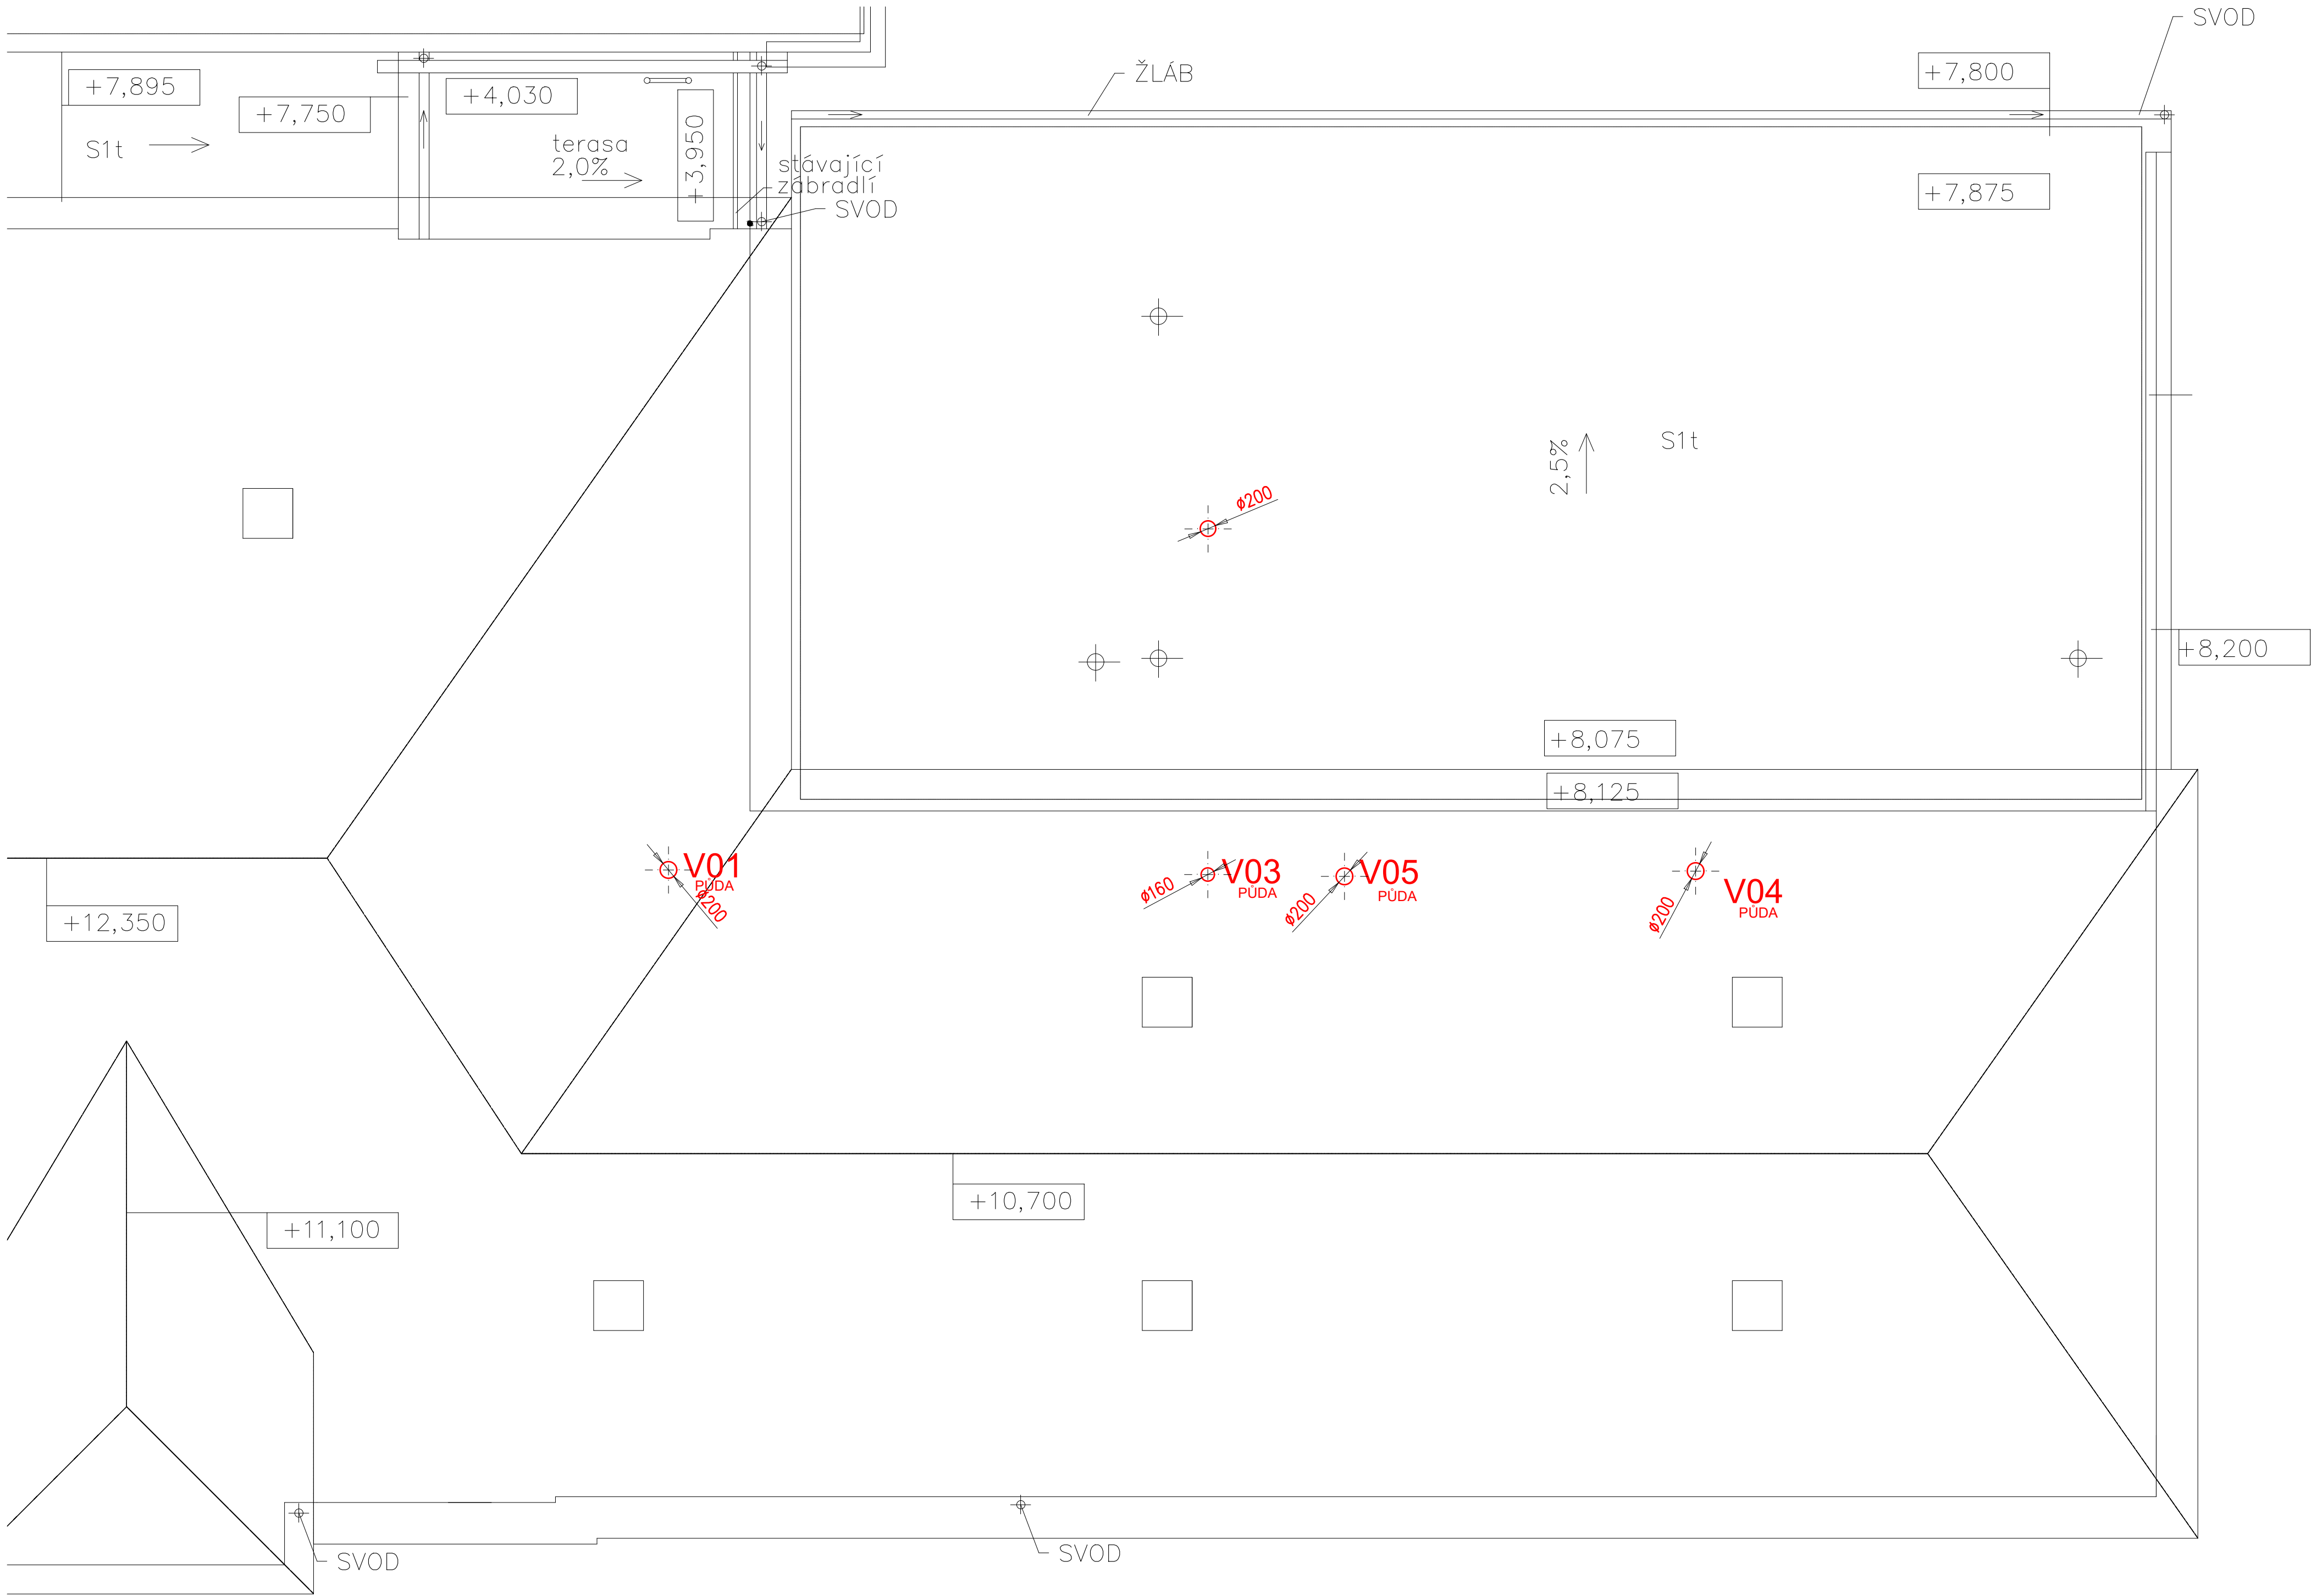 SVOD
+7,895
+7,750
+4,030
ŽLÁB
+7,800
S1t
terasa
2,0%
+3,950
stávající
zábradlí
SVOD
+7,875
2,5%
S1t
ø200
+8,200
+8,075
+8,125
V01
PŮDA
ø200
ø160
V03
PŮDA
ø200
V05
PŮDA
ø200
V04
PŮDA
+12,350
+10,700
+11,100
SVOD
SVOD